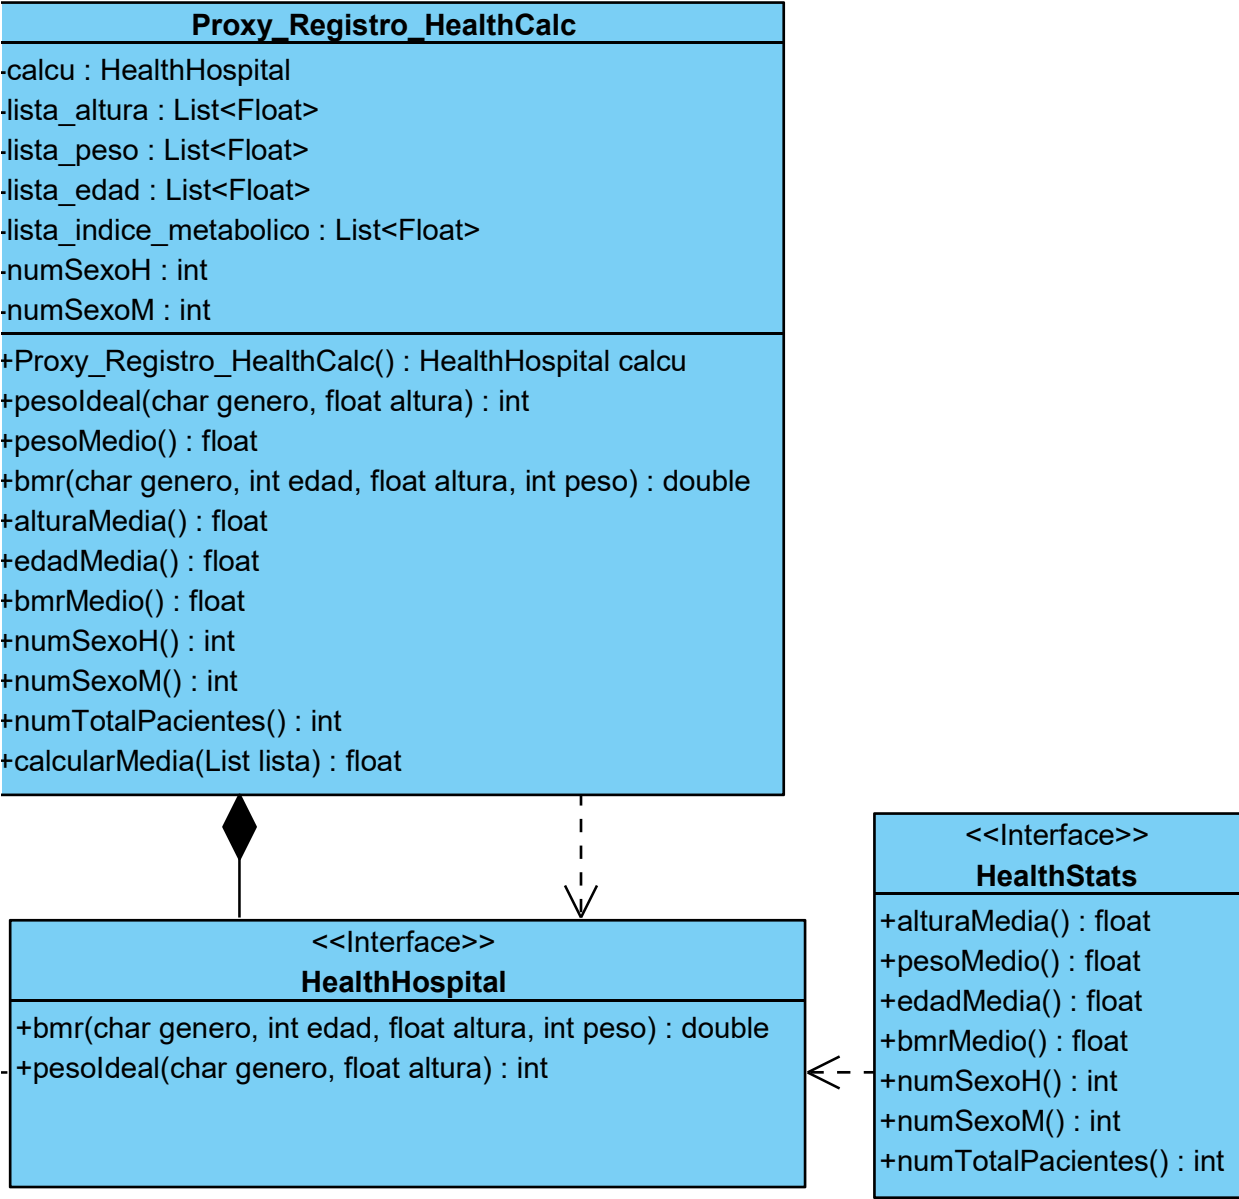 Proxy_Registro_HealthCalc
-calcu : HealthHospital
-lista_altura : List<Float>
-lista_peso : List<Float>
-lista_edad : List<Float>
-lista_indice_metabolico : List<Float>
-numSexoH : int
-numSexoM : int
+Proxy_Registro_HealthCalc() : HealthHospital calcu
+pesoIdeal(char genero, float altura) : int
+pesoMedio() : float
+bmr(char genero, int edad, float altura, int peso) : double
+alturaMedia() : float
+edadMedia() : float
+bmrMedio() : float
+numSexoH() : int
+numSexoM() : int
+numTotalPacientes() : int
+calcularMedia(List lista) : float
<<Interface>>
HealthHospital
+bmr(char genero, int edad, float altura, int peso) : double
+pesoIdeal(char genero, float altura) : int
<<Interface>>
HealthStats
+alturaMedia() : float
+pesoMedio() : float
+edadMedia() : float
+bmrMedio() : float
+numSexoH() : int
+numSexoM() : int
+numTotalPacientes() : int